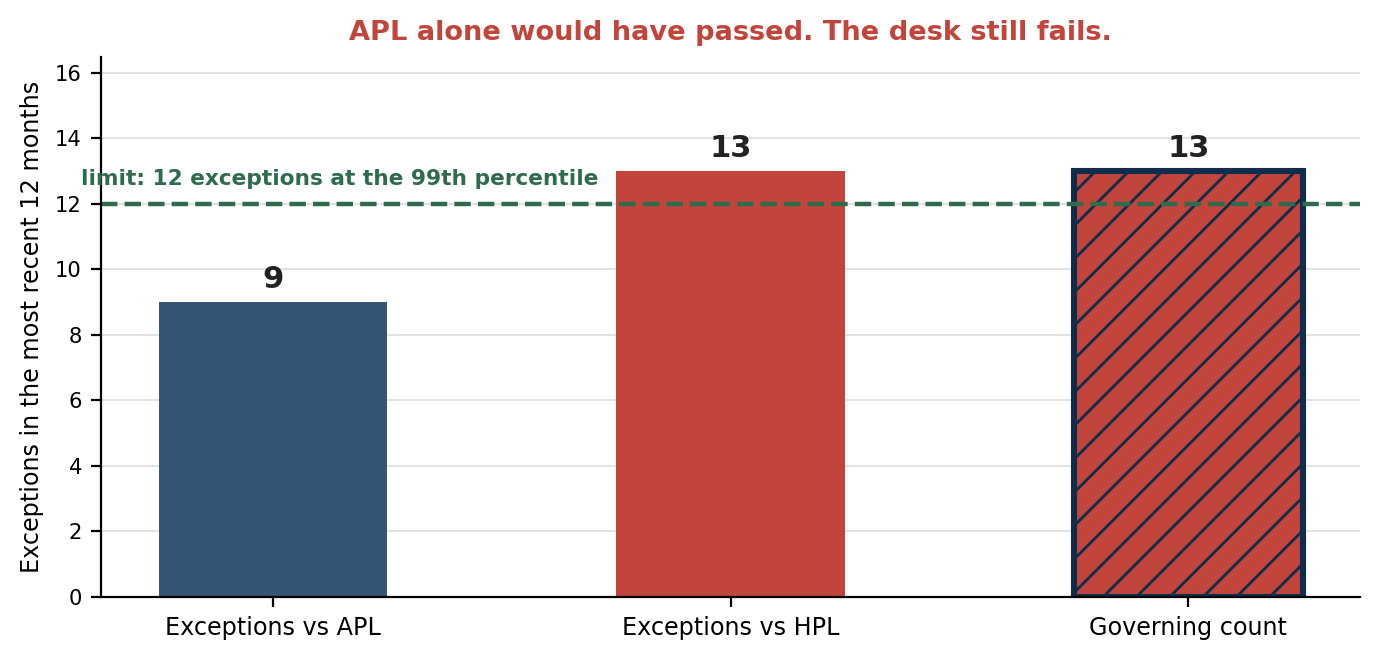 APL alone would have passed. The desk still fails.
Exceptions in the most recent 12 months
16
14
12
10
8
6
4
2
0
limit: 12 exceptions at the 99th percentile
9
13
13
Exceptions vs APL
Exceptions vs HPL
Governing count